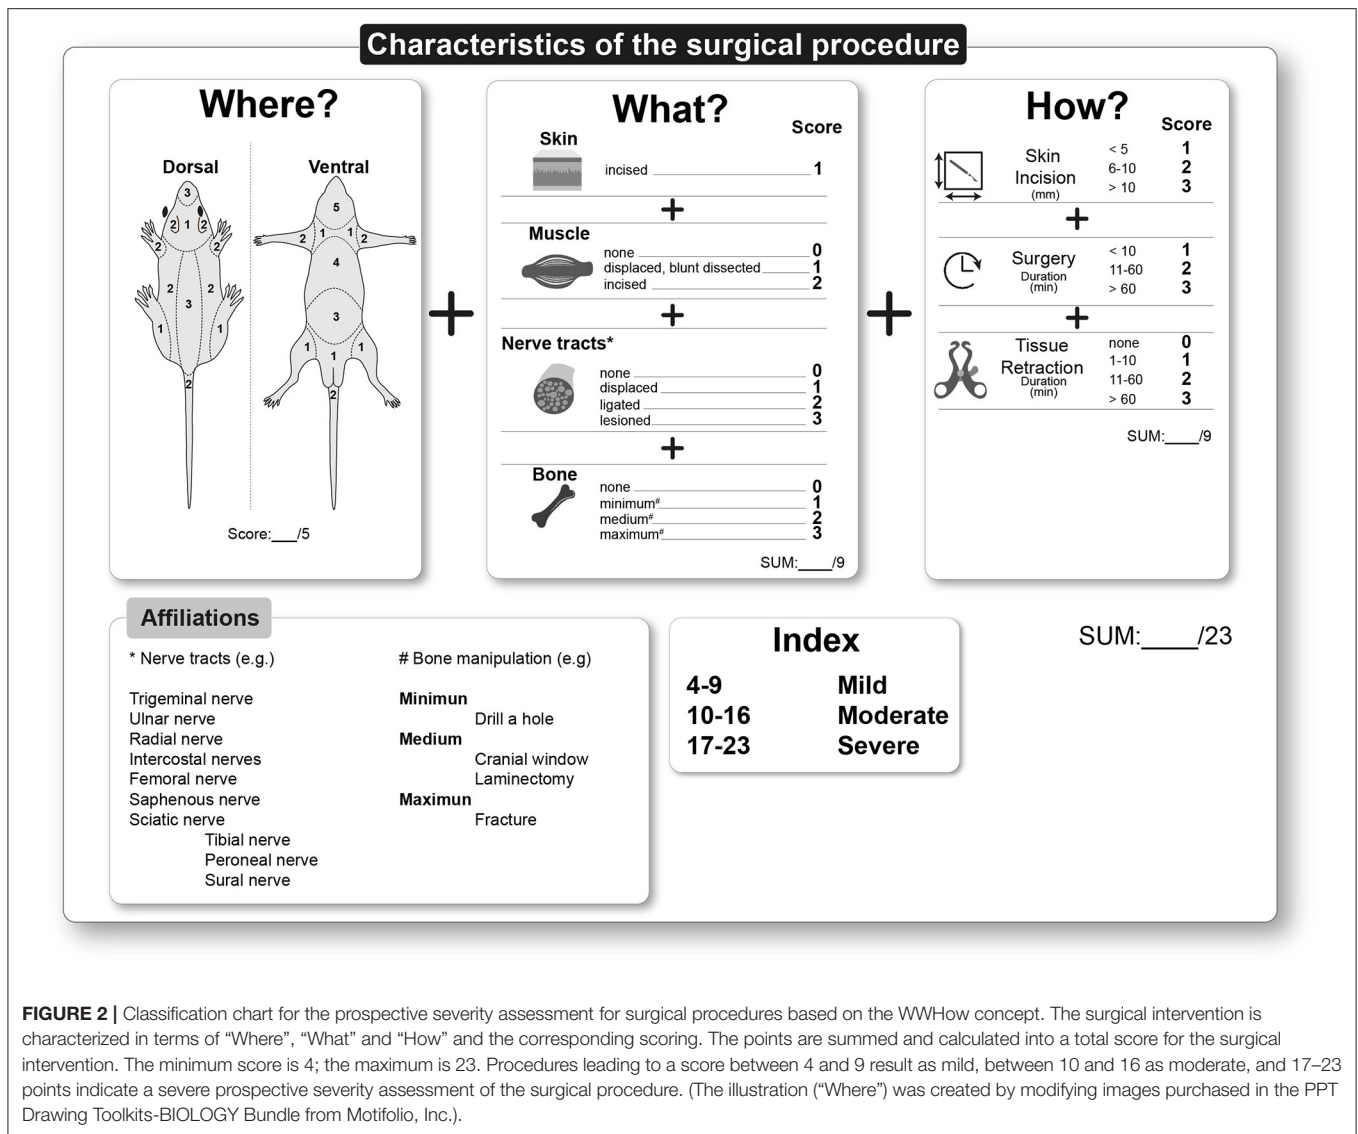 Characteristics of the surgical procedure
Where?
Dorsal
Ventral
3
2 1 2
2 2
2 2
3
1 1
2
5
2 1 1 2
4
3
1 1 1
2
Score:___/5
+
What?
Score
Skin
incised 1
+
Muscle
none 0
displaced, blunt dissected 1
incised 2
+
Nerve tracts*
none 0
displaced 1
ligated 2
lesioned 3
+
Bone
none 0
minimum# 1
medium# 2
maximum# 3
SUM:____/9
+
How?
Score
Skin Incision (mm)
< 5 1
6-10 2
> 10 3
+
Surgery Duration (min)
< 10 1
11-60 2
> 60 3
+
Tissue Retraction Duration (min)
none 0
1-10 1
11-60 2
> 60 3
SUM:____/9
Affiliations
* Nerve tracts (e.g.)
Trigeminal nerve
Ulnar nerve
Radial nerve
Intercostal nerves
Femoral nerve
Saphenous nerve
Sciatic nerve
Tibial nerve
Peroneal nerve
Sural nerve
# Bone manipulation (e.g)
Minimun
Drill a hole
Medium
Cranial window
Laminectomy
Maximun
Fracture
Index
4-9 Mild
10-16 Moderate
17-23 Severe
SUM:____/23
FIGURE 2 | Classification chart for the prospective severity assessment for surgical procedures based on the WWHow concept. The surgical intervention is
characterized in terms of “Where”, “What” and “How” and the corresponding scoring. The points are summed and calculated into a total score for the surgical
intervention. The minimum score is 4; the maximum is 23. Procedures leading to a score between 4 and 9 result as mild, between 10 and 16 as moderate, and 17–23
points indicate a severe prospective severity assessment of the surgical procedure. (The illustration (“Where”) was created by modifying images purchased in the PPT
Drawing Toolkits-BIOLOGY Bundle from Motifolio, Inc.).